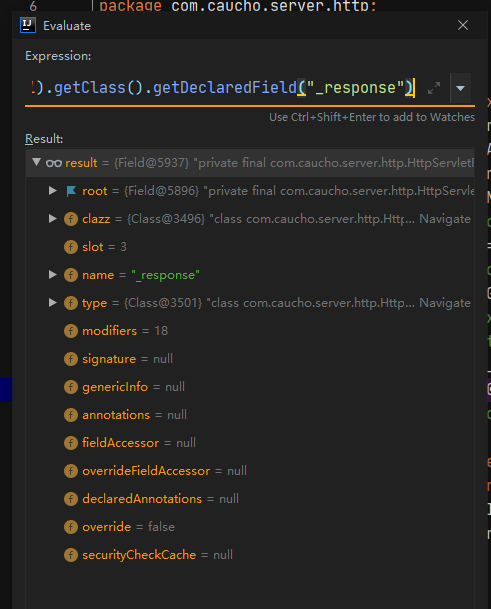 6 package com.caucho.server.http:
Evaluate
Expression:
).getClass().getDeclaredField("_response")
Use Ctrl+Shift+Enter to add to Watches
Result:
result = {Field@5937} "private final com.caucho.server.http.HttpServletR
root = {Field@5896} "private final com.caucho.server.http.HttpServle
clazz = {Class@3496} "class com.caucho.server.http.Htt|... Navigate
slot = 3
name = "_response"
type = {Class@3501} "class com.caucho.server.http.Http... Navigate
modifiers = 18
signature = null
genericInfo = null
annotations = null
fieldAccessor = null
overrideFieldAccessor = null
declaredAnnotations = null
override = false
securityCheckCache = null